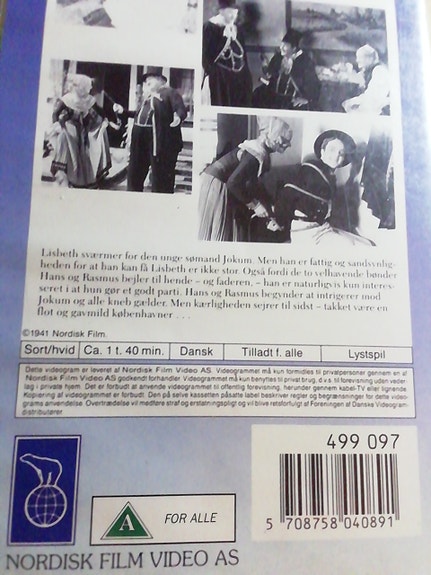 Lisbeth sværmer for den unge sømand Jokum. Men han er fattig og sandsynlig-
heden for at han kan få Lisbeth er ikke stor. Også fordi de to velhavende bønder
Hans og Rasmus bejler til hende – og faderen, – han er naturligvis kun interes-
seret i at hun gør et godt parti. Hans og Rasmus begynder at intrigerer mod
Jokum og alle kneb gælder. Men kærligheden sejrer til sidst – takket være en
flot og gavmild københavner . . .
©1941 Nordisk Film.
Sort/hvid Ca. 1 t. 40 min. Dansk Tilladt f. alle Lystspil
Dette videogram er leveret af Nordisk Film Video AS. Videogrammet må kun formidles til privatpersoner gennem en af
Nordisk Film Video AS godkendt forhandler. Videogrammet må kun benyttes til privat brug, d.v.s. til forevisning uden veder-
lag i private hjem. Det er forbudt at anvende videogrammet til offentlig forevisning, herunder gennem kabel-TV eller lignende.
Kopiering af videogrammet er forbudt. Den på selve kassetten påsatte label beskriver regler og begrænsninger for dette video-
grams anvendelse. Overtrædelse vil medføre straf og erstatningspligt og vil blive retsforfulgt af Foreningen af Danske Videogram-
distributører.
499 097
A FOR ALLE
5 708758 040891
NORDISK FILM VIDEO AS